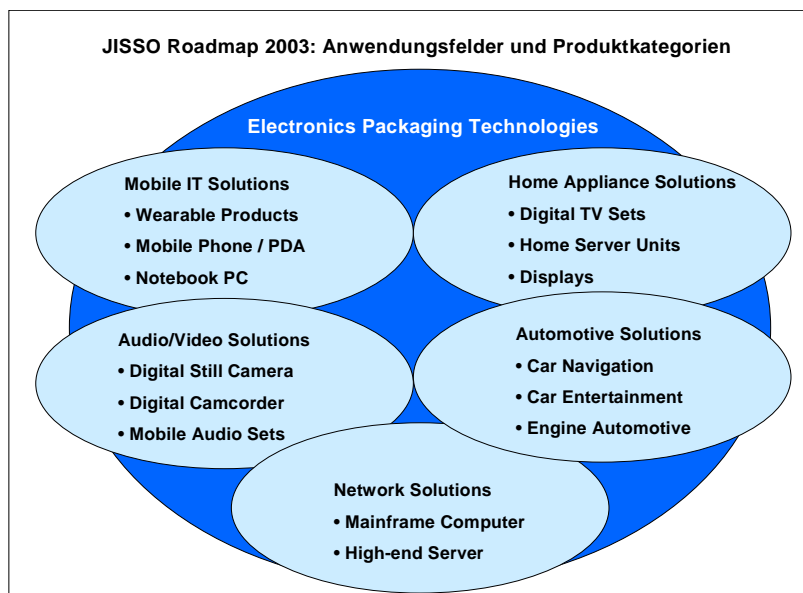 JISSO Roadmap 2003: Anwendungsfelder und Produktkategorien
Electronics Packaging Technologies
Mobile IT Solutions
• Wearable Products
• Mobile Phone / PDA
• Notebook PC
Home Appliance Solutions
• Digital TV Sets
• Home Server Units
• Displays
Audio/Video Solutions
• Digital Still Camera
• Digital Camcorder
• Mobile Audio Sets
Automotive Solutions
• Car Navigation
• Car Entertainment
• Engine Automotive
Network Solutions
• Mainframe Computer
• High-end Server